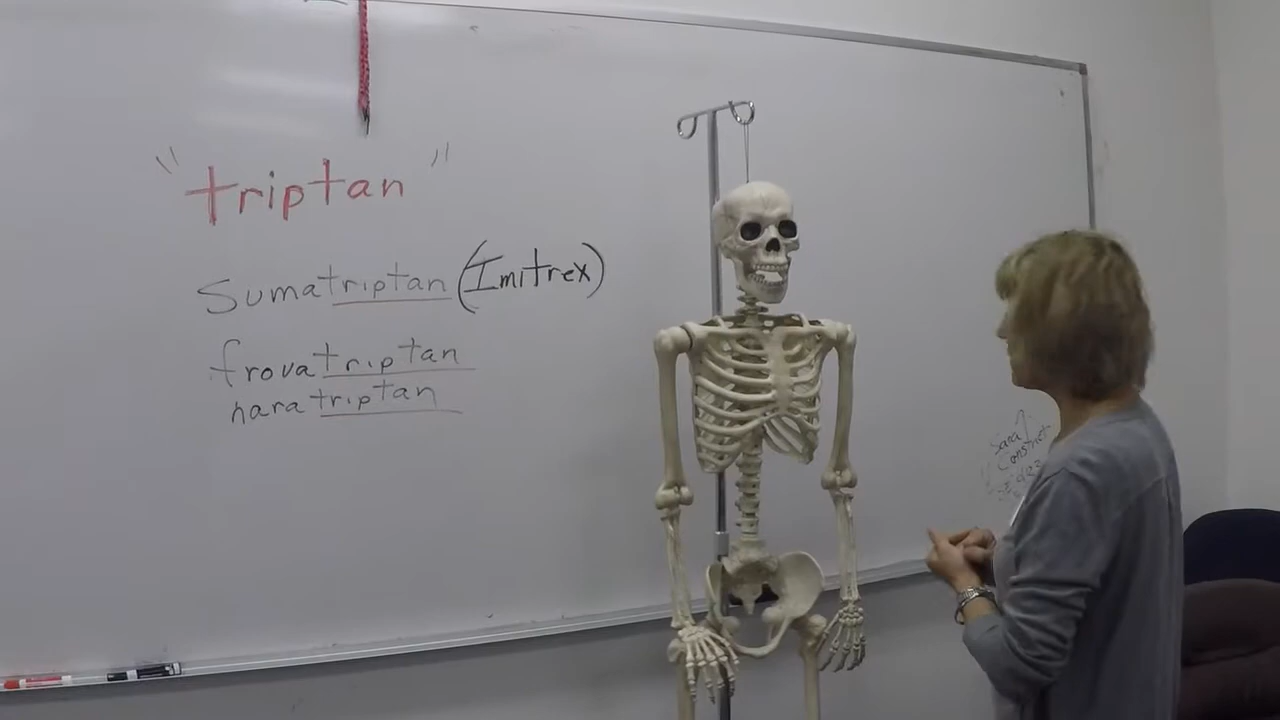 "triptan"
Sumatriptan (Imitrex)
frovatriptan
naratriptan